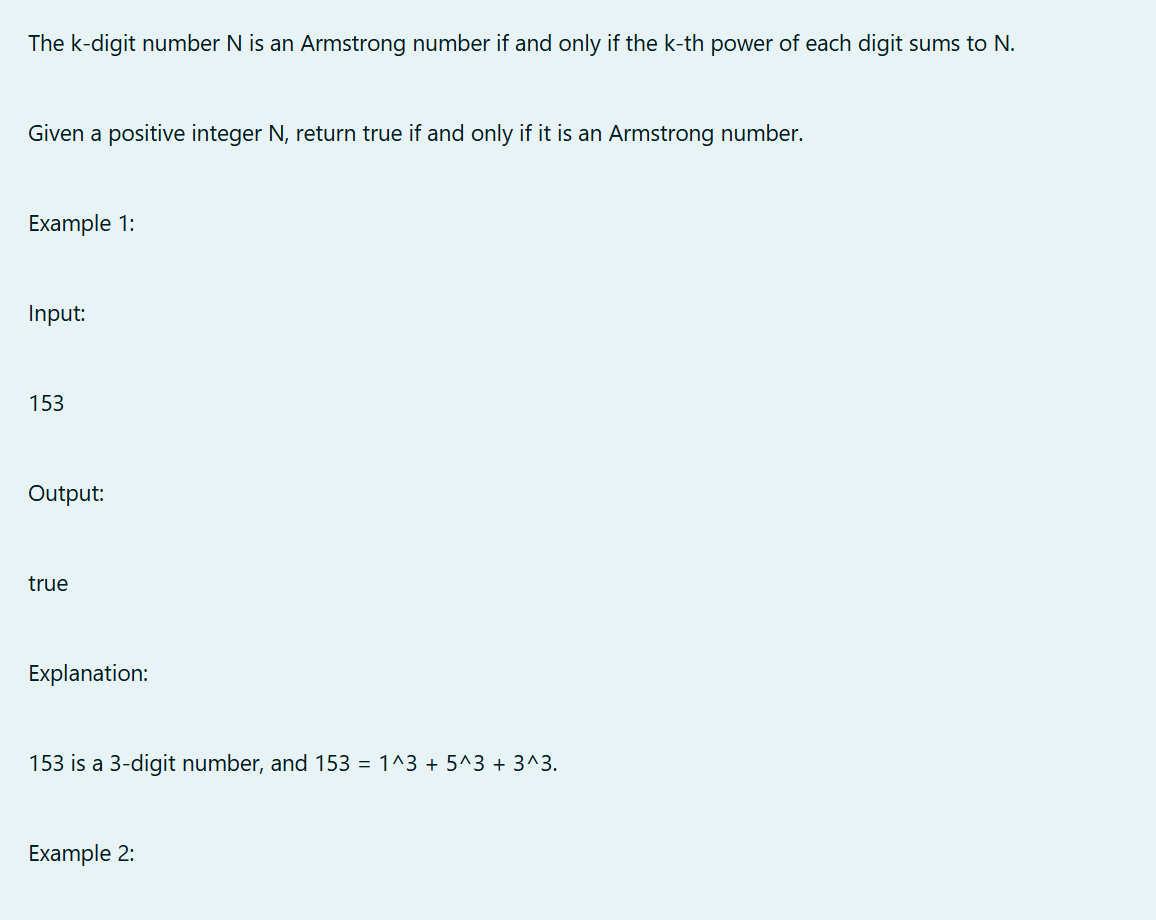 The k-digit number N is an Armstrong number if and only if the k-th power of each digit sums to N.
Given a positive integer N, return true if and only if it is an Armstrong number.
Example 1:
Input:
153
Output:
true
Explanation:
153 is a 3-digit number, and 153 = 1^3 + 5^3 + 3^3.
Example 2: